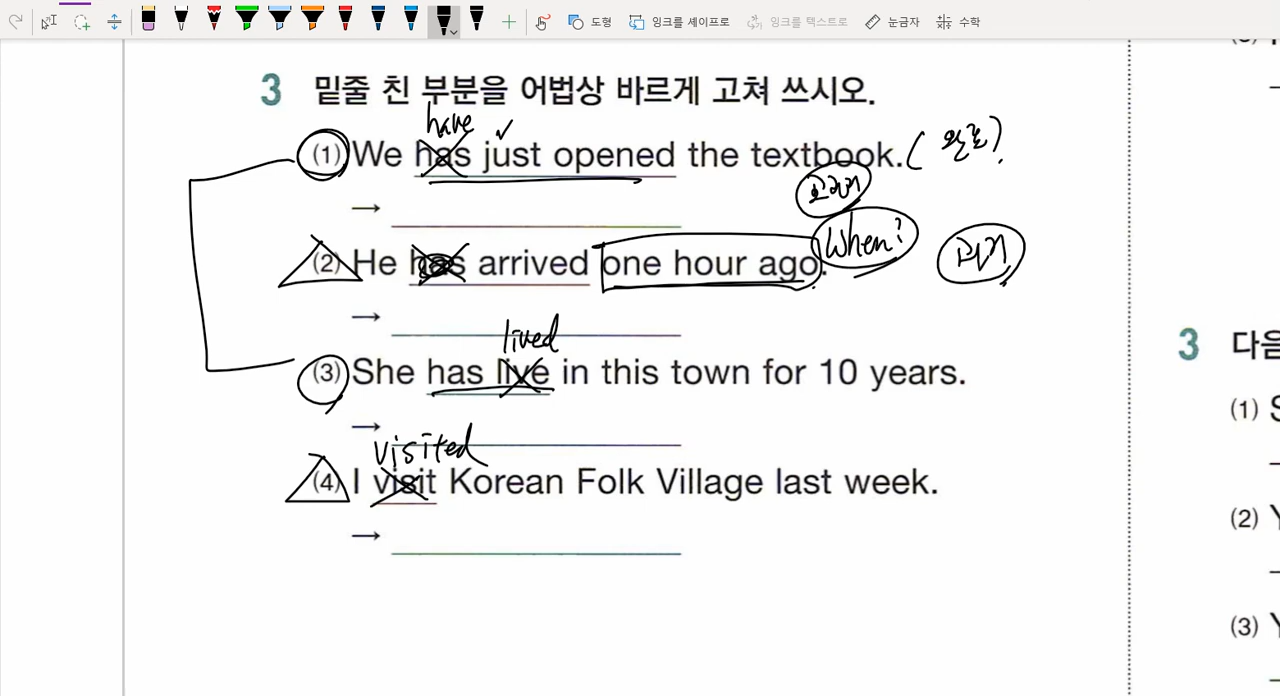 도형 잉크를 셰이프로 잉크를 텍스트로 눈금자 수학
3 밑줄 친 부분을 어법상 바르게 고쳐 쓰시오.
have
(1) We has just opened the textbook. (완료)
→
과거
(2) He has arrived one hour ago. When? 과거
→
lived
(3) She has live in this town for 10 years.
→
visited
(4) I visit Korean Folk Village last week.
→
3 다음
(1) S
(2) Y
(3) Y